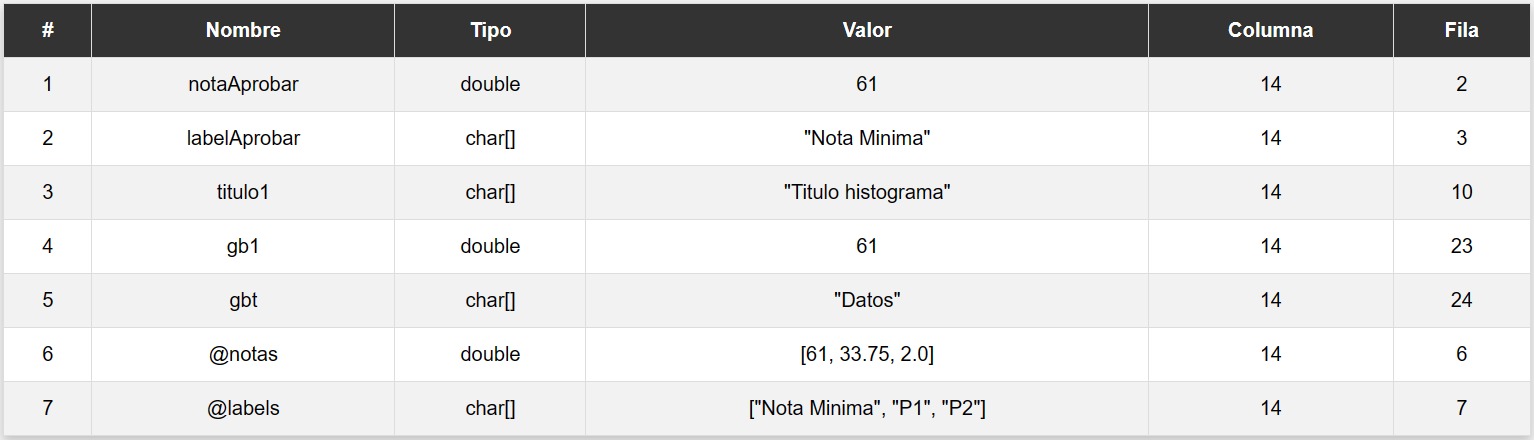 # Nombre Tipo Valor Columna Fila
1 notaAprobar double 61 14 2
2 labelAprobar char[] "Nota Minima" 14 3
3 titulo1 char[] "Titulo histograma" 14 10
4 gb1 double 61 14 23
5 gbt char[] "Datos" 14 24
6 @notas double [61, 33.75, 2.0] 14 6
7 @labels char[] ["Nota Minima", "P1", "P2"] 14 7